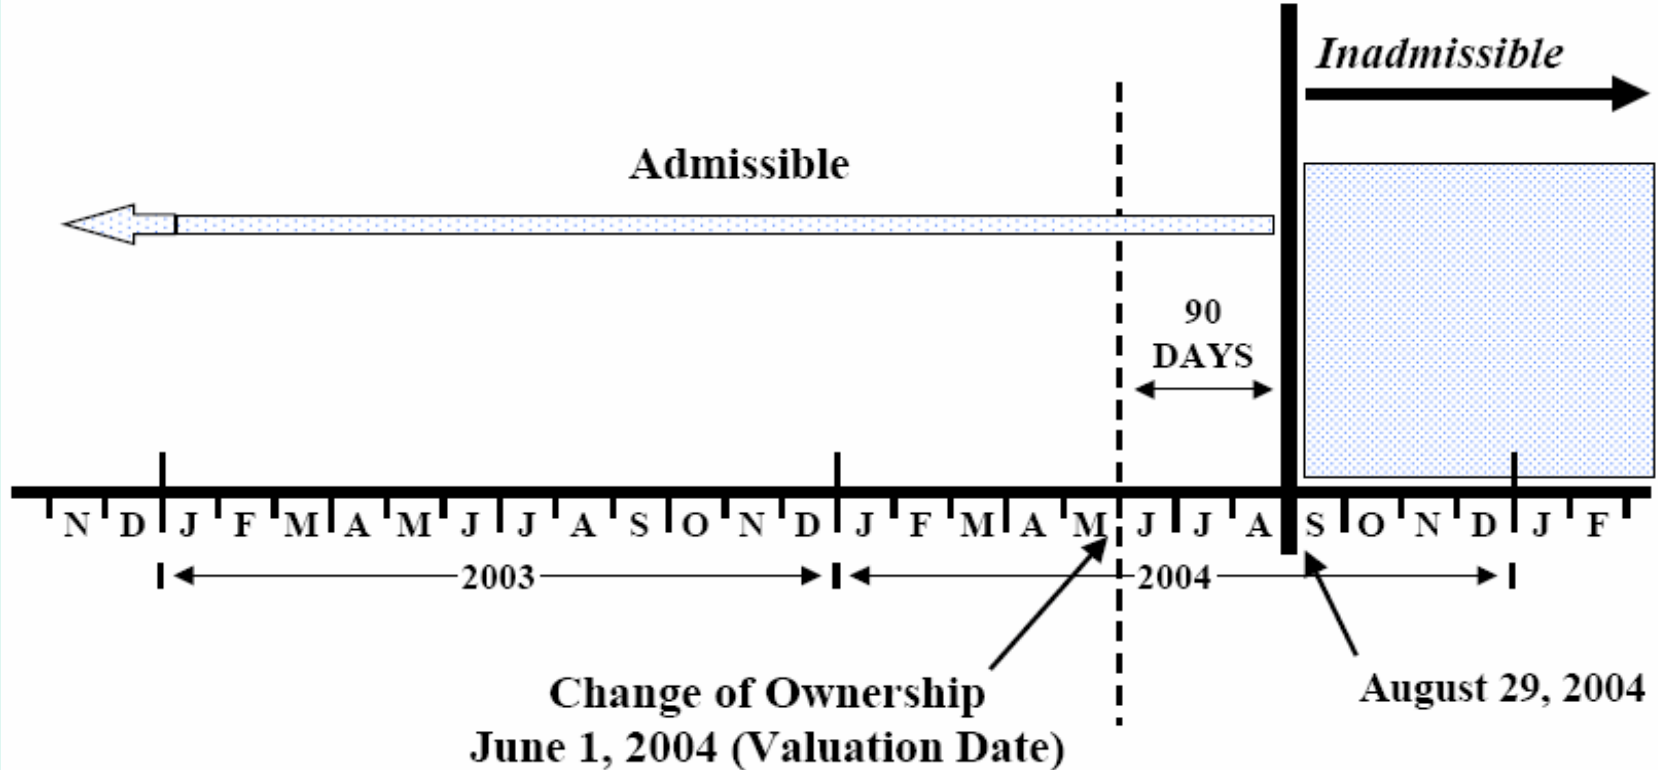 Inadmissible
Admissible
90
DAYS
N D J F M A M J J A S O N D J F M A M J J A S O N D J F
2003 2004
Change of Ownership
June 1, 2004 (Valuation Date)
August 29, 2004